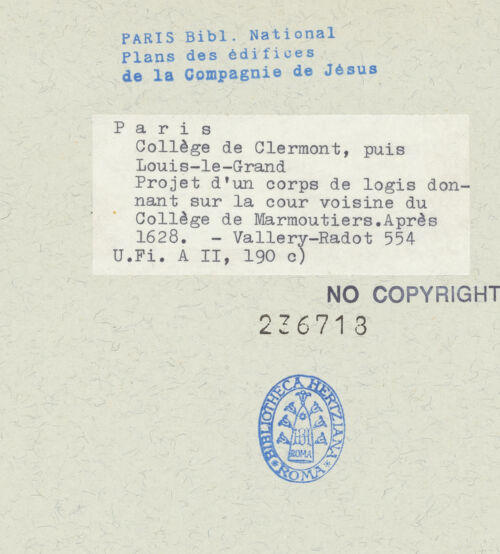 PARIS Bibl. National
Plans des édifices
de la Compagnie de Jésus
Paris
Collège de Clermont, puis
Louis-le-Grand
Projet d'un corps de logis don-
nant sur la cour voisine du
Collège de Marmoutiers.Après
1628. - Vallery-Radot 554
U.Fi. A II, 190 c)
NO COPYRIGHT
236718
BIBLIOTHECA HERTZIANA
ROMA
ROMA